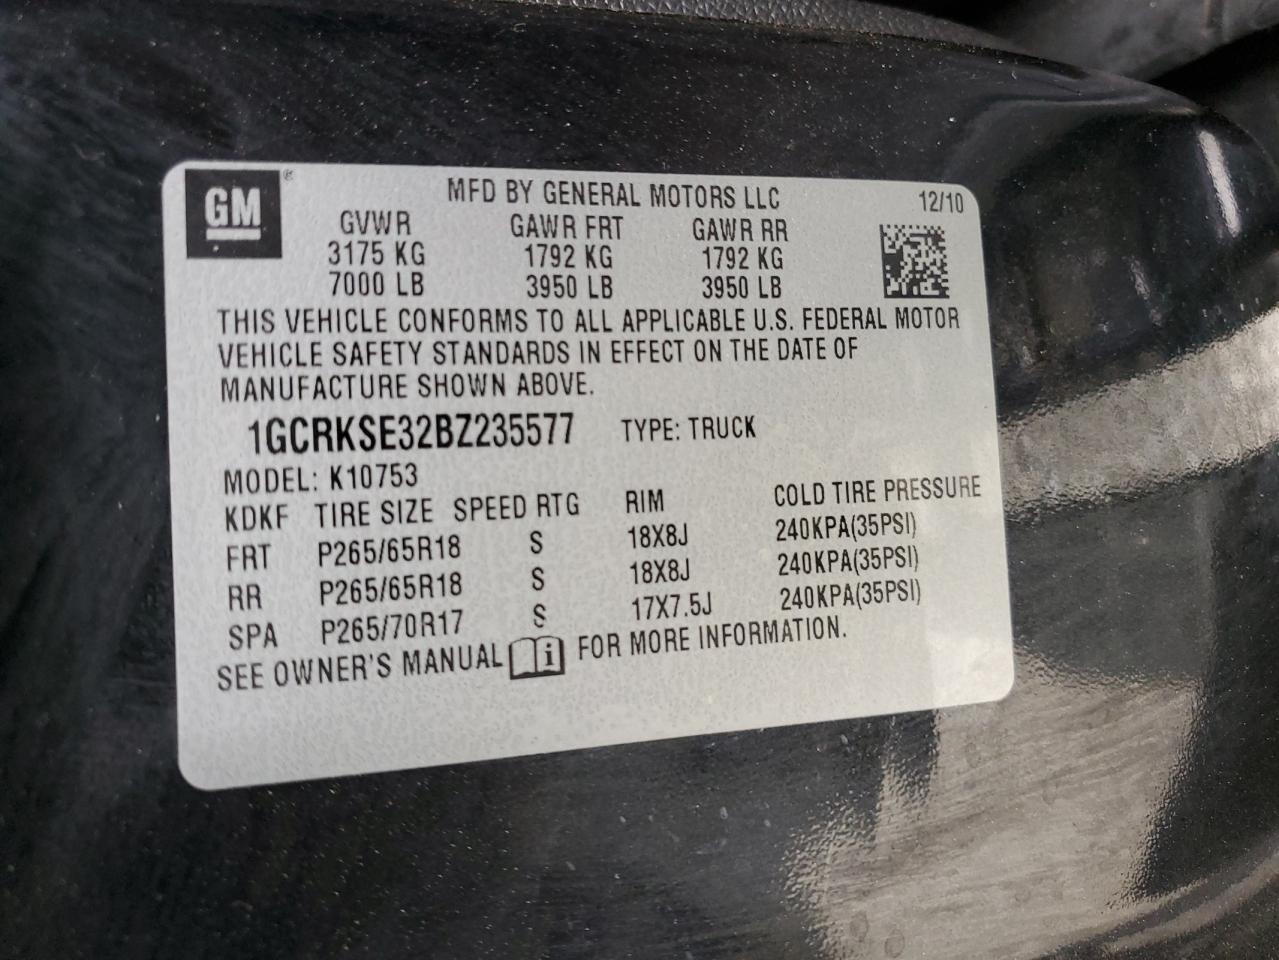 GM®
MFD BY GENERAL MOTORS LLC 12/10
GVWR GAWR FRT GAWR RR
3175 KG 1792 KG 1792 KG
7000 LB 3950 LB 3950 LB
THIS VEHICLE CONFORMS TO ALL APPLICABLE U.S. FEDERAL MOTOR
VEHICLE SAFETY STANDARDS IN EFFECT ON THE DATE OF
MANUFACTURE SHOWN ABOVE.
1GCRKSE32BZ235577 TYPE: TRUCK
MODEL: K10753
KDKF TIRE SIZE SPEED RTG RIM COLD TIRE PRESSURE
FRT P265/65R18 S 18X8J 240KPA(35PSI)
RR P265/65R18 S 18X8J 240KPA(35PSI)
SPA P265/70R17 S 17X7.5J 240KPA(35PSI)
SEE OWNER'S MANUAL i FOR MORE INFORMATION.